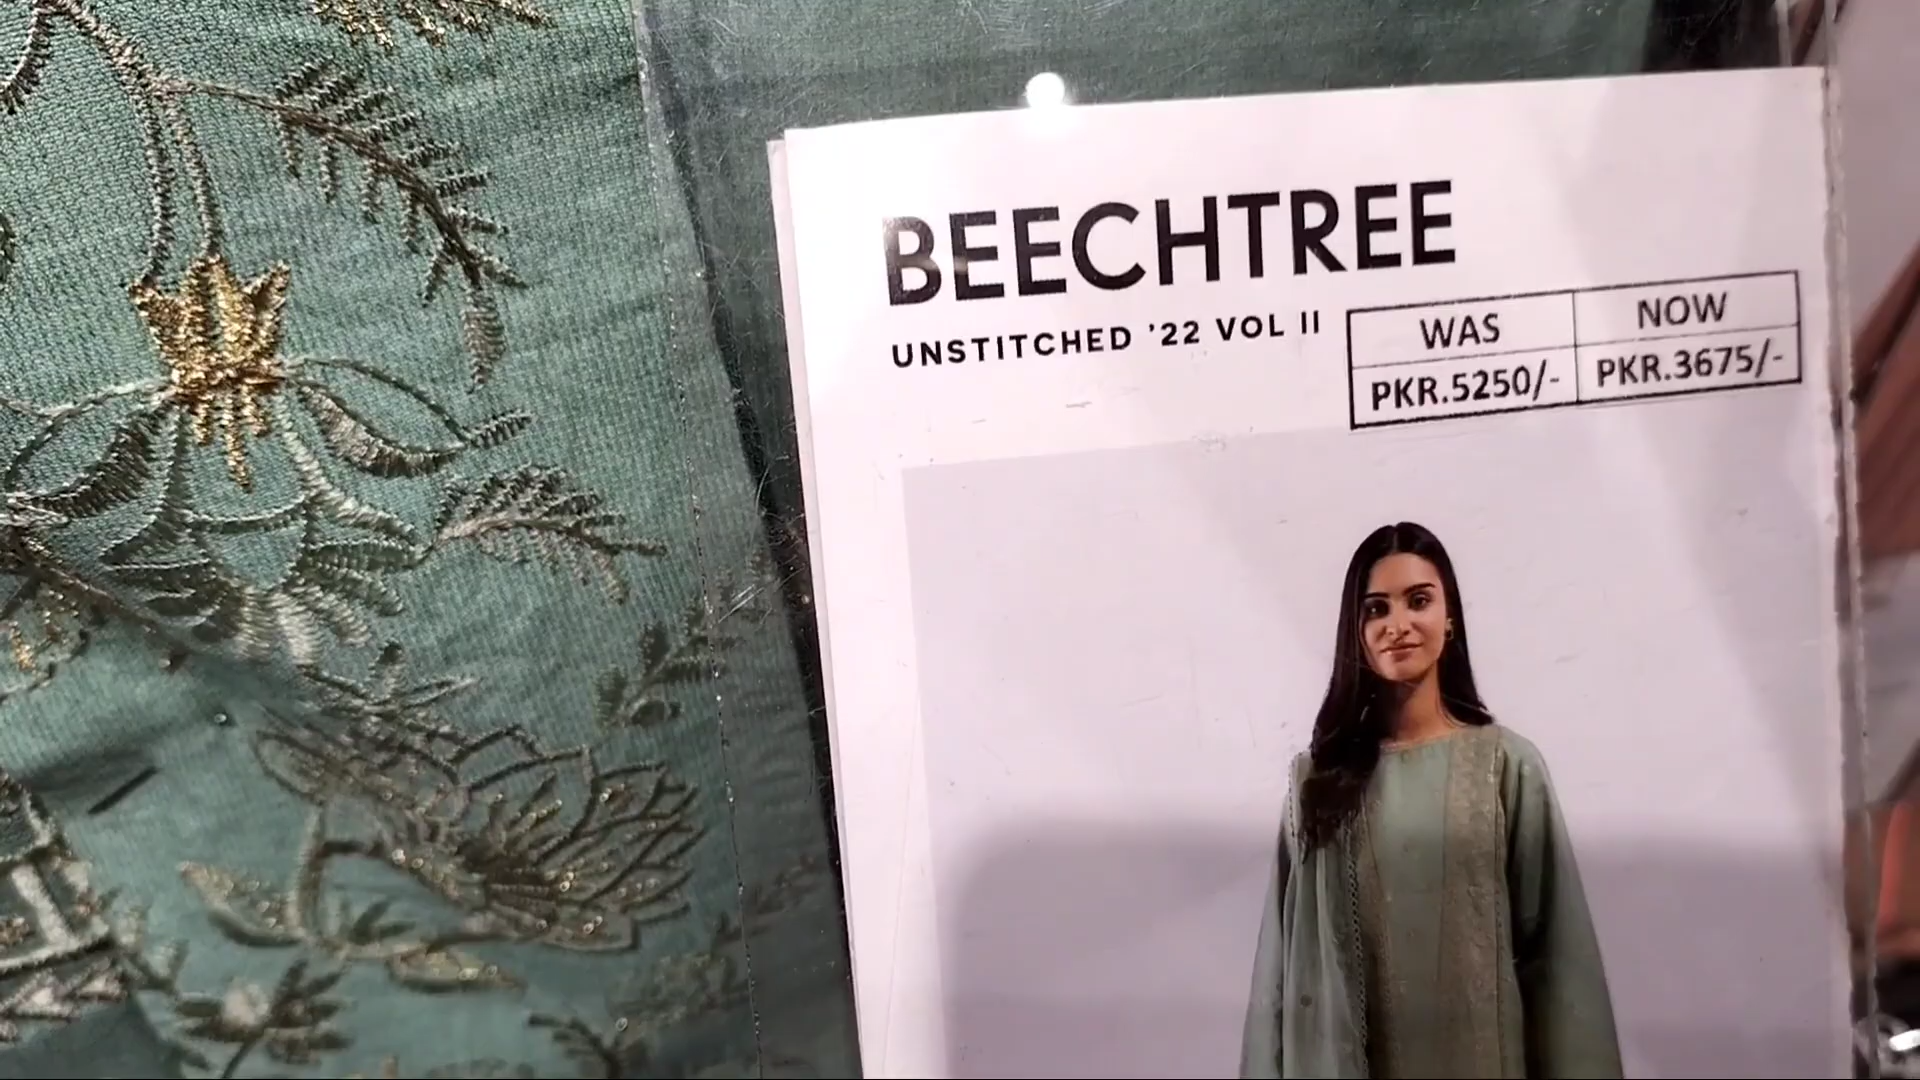 BEECHTREE
UNSTITCHED '22 VOL II
WAS NOW
PKR.5250/- PKR.3675/-